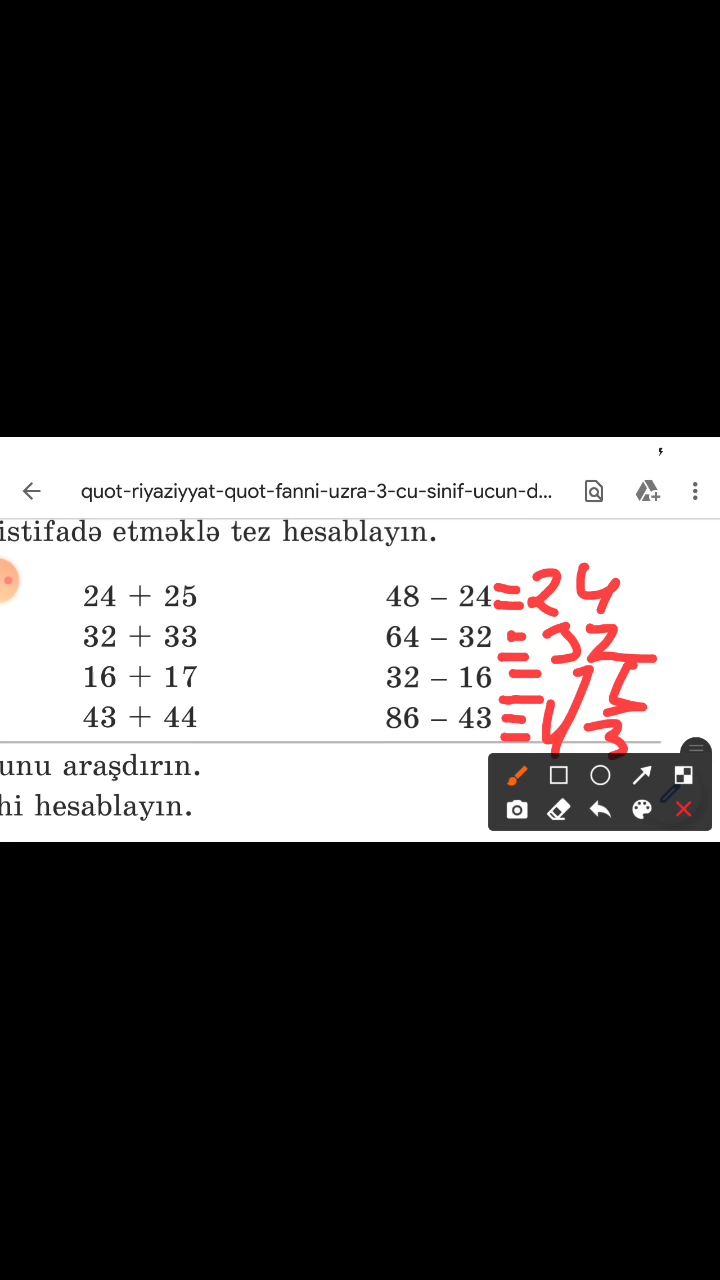 quot-riyaziyyat-quot-fanni-uzra-3-cu-sinif-ucun-d...
istifadə etməklə tez hesablayın.
24 + 25 48 – 24 = 24
32 + 33 64 – 32 = 32
16 + 17 32 – 16 =
43 + 44 86 – 43 = 43
unu araşdırın.
hi hesablayın.